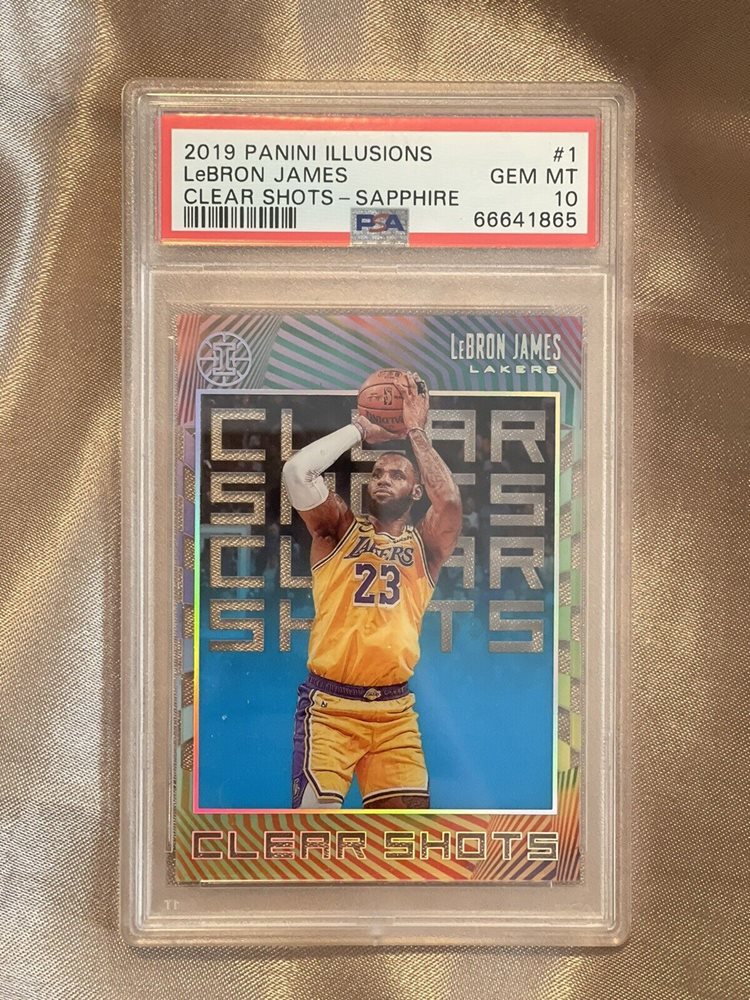 2019 PANINI ILLUSIONS #1
LeBRON JAMES GEM MT
CLEAR SHOTS – SAPPHIRE 10
PSA 66641865
LeBRON JAMES
LAKERS
CLEAR
SHOTS
CLEAR
SHOTS
LAKERS
23
CLEAR SHOTS